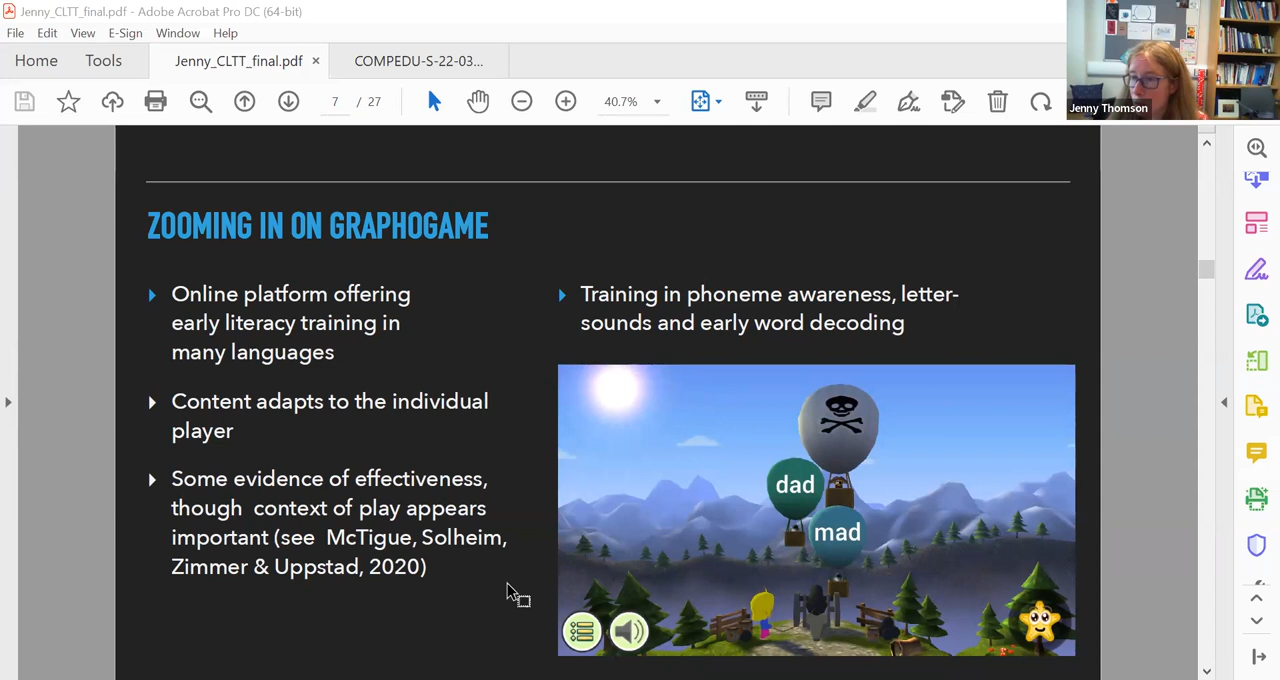 Jenny_CLTT_final.pdf - Adobe Acrobat Pro DC (64-bit)
File Edit View E-Sign Window Help
Home Tools Jenny_CLTT_final.pdf × COMPEDU-S-22-03...
7 / 27 40.7%
Jenny Thomson
ZOOMING IN ON GRAPHOGAME
Online platform offering
early literacy training in
many languages
Content adapts to the individual
player
Some evidence of effectiveness,
though context of play appears
important (see McTigue, Solheim,
Zimmer & Uppstad, 2020)
Training in phoneme awareness, letter-
sounds and early word decoding
dad
mad